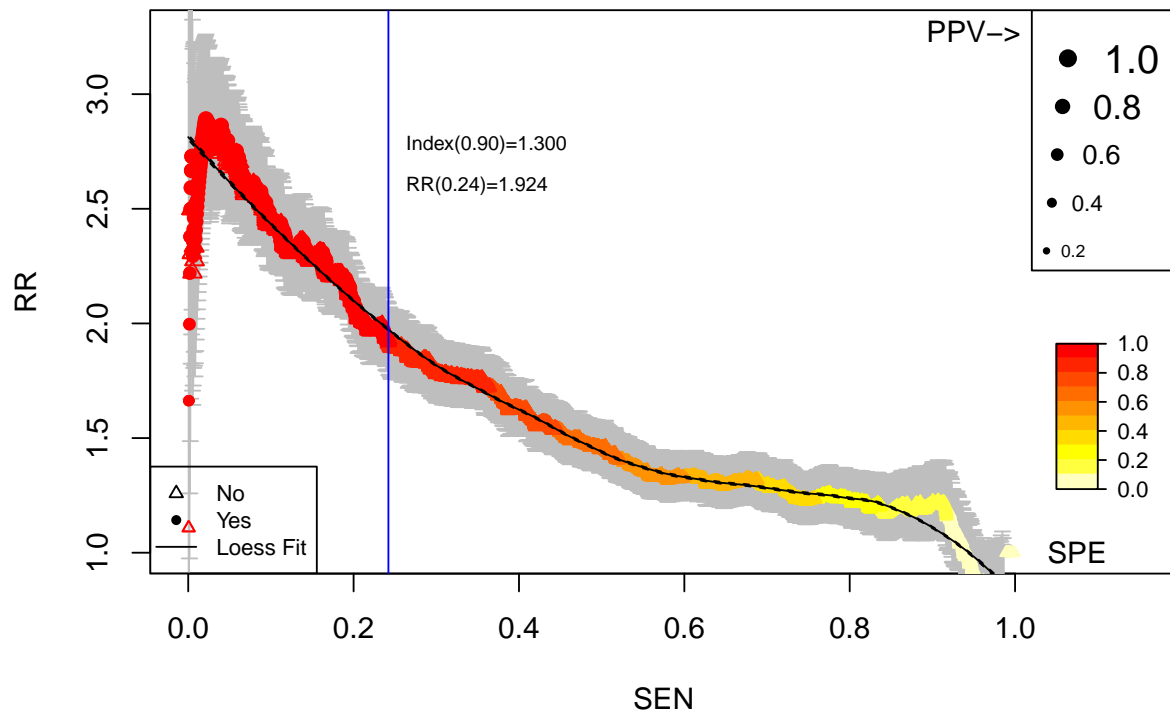 PPV−>
1.0
0.8
0.6
0.4
0.2
Index(0.90)=1.300
RR(0.24)=1.924
3.0
2.5
2.0
1.5
1.0
RR
1.0
0.8
0.6
0.4
0.2
0.0
SPE
No
Yes
Loess Fit
0.0 0.2 0.4 0.6 0.8 1.0
SEN